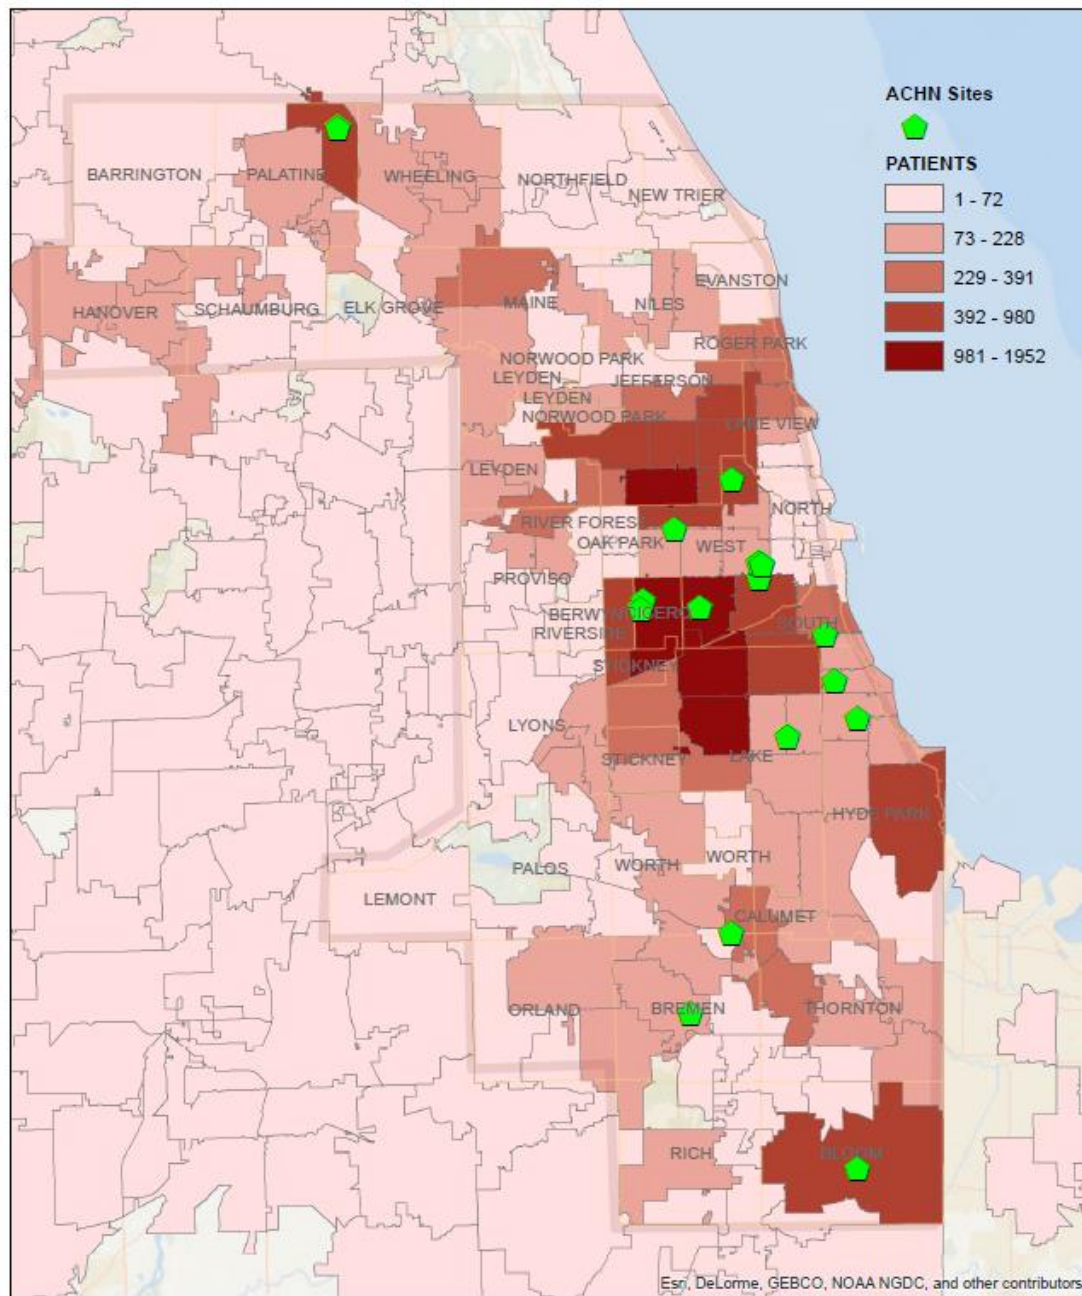 ACHN Sites
PATIENTS
1 - 72
73 - 228
229 - 391
392 - 980
981 - 1952
BARRINGTON
PALATINE
WHEELING
NORTHFIELD
NEW TRIER
EVANSTON
HANOVER
SCHAUMBURG
ELK GROVE
MAINE
NILES
ROGER PARK
NORWOOD PARK
LEYDEN
JEFFERSON
LEYDEN
NORWOOD PARK
LAKE VIEW
LEYDEN
NORTH
RIVER FOREST
OAK PARK
WEST
PROVISO
BERWYN
CICERO
SOUTH
RIVERSIDE
STICKNEY
LYONS
STICKNEY
LAKE
HYDE PARK
PALOS
WORTH
WORTH
LEMONT
CALUMET
ORLAND
BREMEN
THORNTON
RICH
BLOOM
Esri, DeLorme, GEBCO, NOAA NGDC, and other contributors